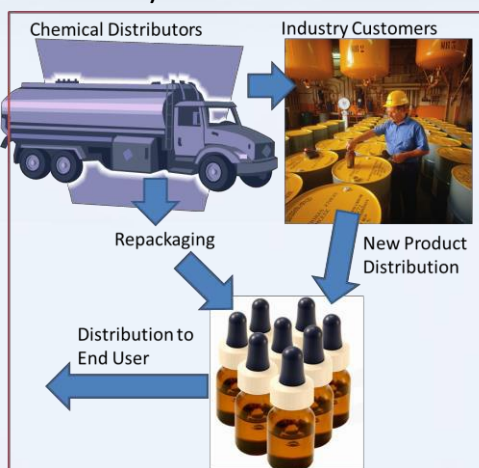 Chemical Distributors
Industry Customers
Repackaging
New Product
Distribution
Distribution to
End User